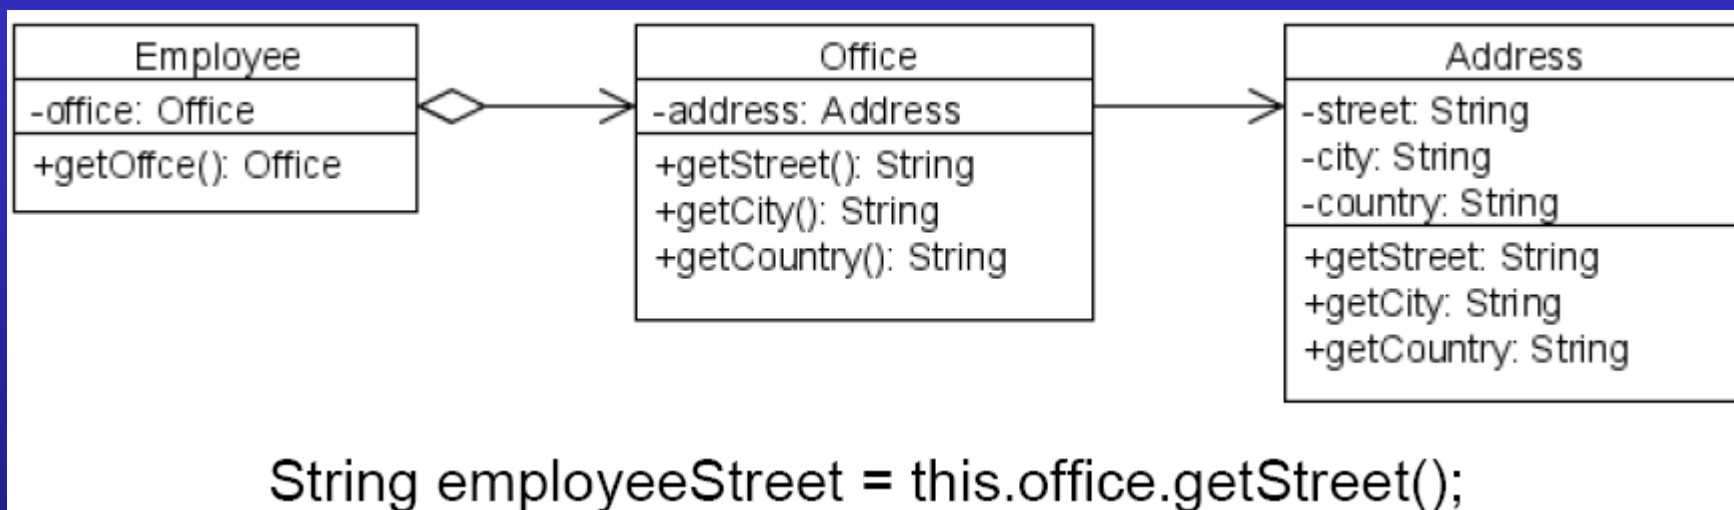 Employee
-office: Office
+getOffce(): Office
Office
-address: Address
+getStreet(): String
+getCity(): String
+getCountry(): String
Address
-street: String
-city: String
-country: String
+getStreet: String
+getCity: String
+getCountry: String
String employeeStreet = this.office.getStreet();